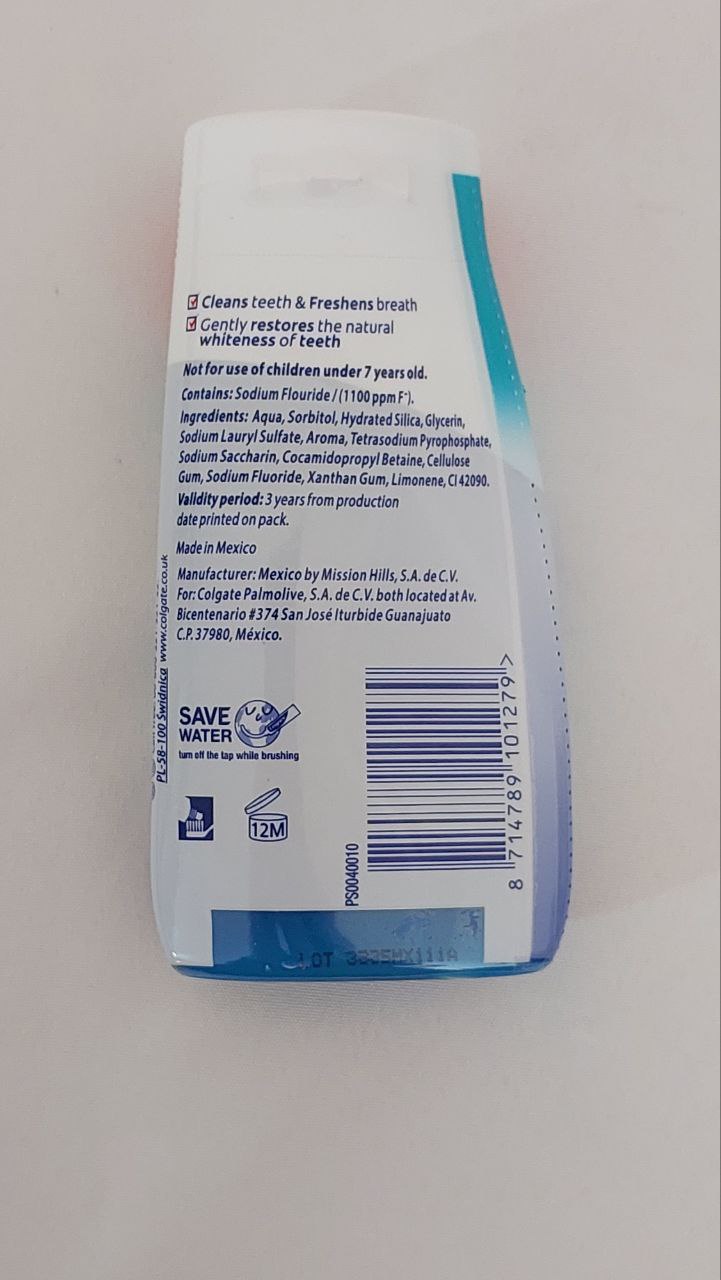 Cleans teeth & Freshens breath
Gently restores the natural
whiteness of teeth
Not for use of children under 7 years old.
Contains: Sodium Flouride / (1100 ppm F-).
Ingredients: Aqua, Sorbitol, Hydrated Silica, Glycerin,
Sodium Lauryl Sulfate, Aroma, Tetrasodium Pyrophosphate,
Sodium Saccharin, Cocamidopropyl Betaine, Cellulose
Gum, Sodium Fluoride, Xanthan Gum, Limonene, CI 42090.
Validity period: 3 years from production
date printed on pack.
Made in Mexico
Manufacturer: Mexico by Mission Hills, S.A. de C.V.
For: Colgate Palmolive, S.A. de C.V. both located at Av.
Bicentenario #374 San José Iturbide Guanajuato
C.P. 37980, México.
PL-58-100 Swidnica www.colgate.co.uk
SAVE
WATER
turn off the tap while brushing
12M
PS0040010
8 714789 101279 >
LOT